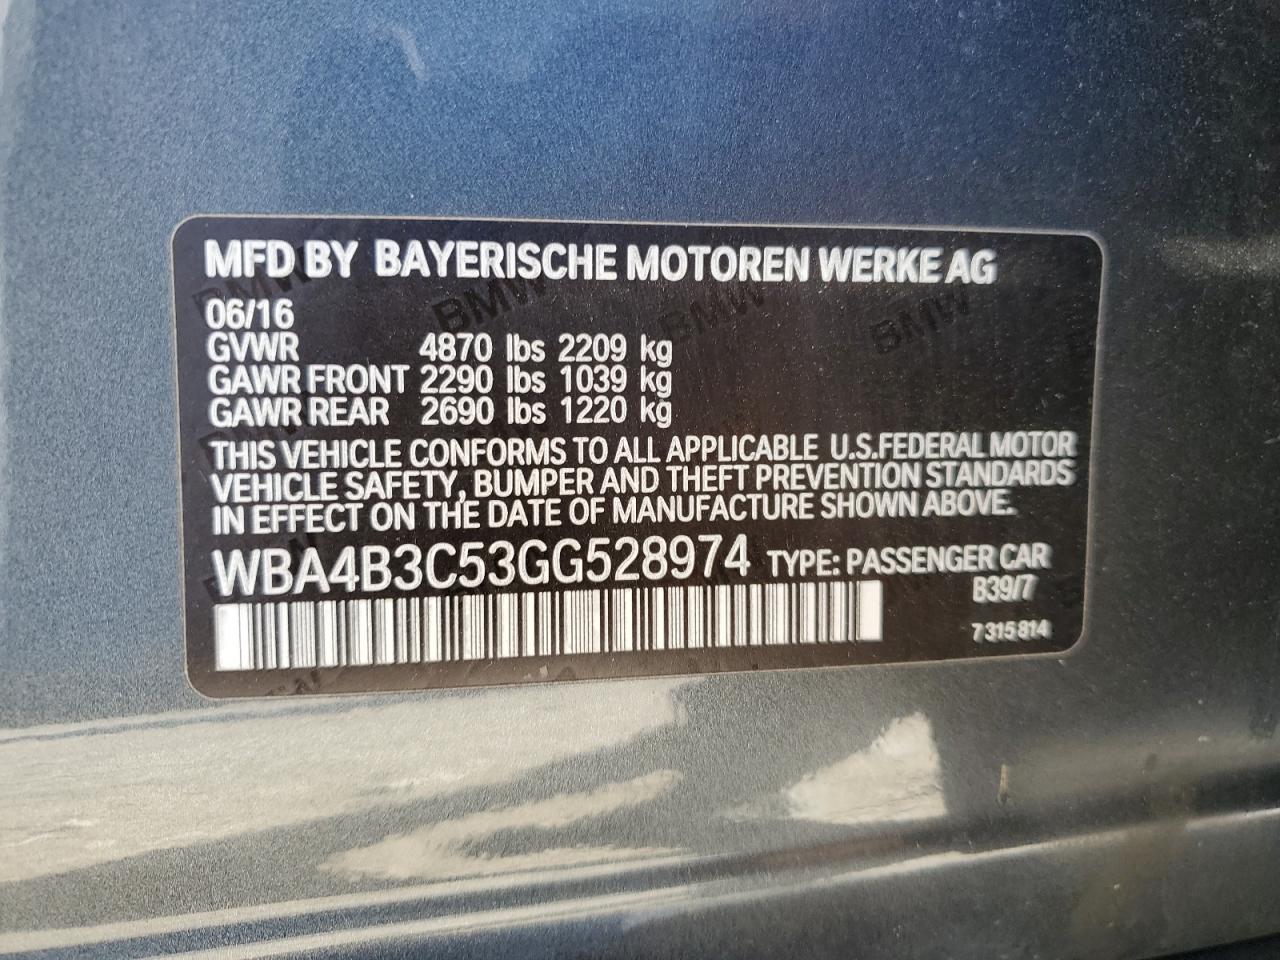 MFD BY BAYERISCHE MOTOREN WERKE AG
06/16
GVWR 4870 lbs 2209 kg
GAWR FRONT 2290 lbs 1039 kg
GAWR REAR 2690 lbs 1220 kg
THIS VEHICLE CONFORMS TO ALL APPLICABLE U.S.FEDERAL MOTOR
VEHICLE SAFETY, BUMPER AND THEFT PREVENTION STANDARDS
IN EFFECT ON THE DATE OF MANUFACTURE SHOWN ABOVE.
WBA4B3C53GG528974 TYPE: PASSENGER CAR
B39/7
7 315 814
BMW BMW BMW